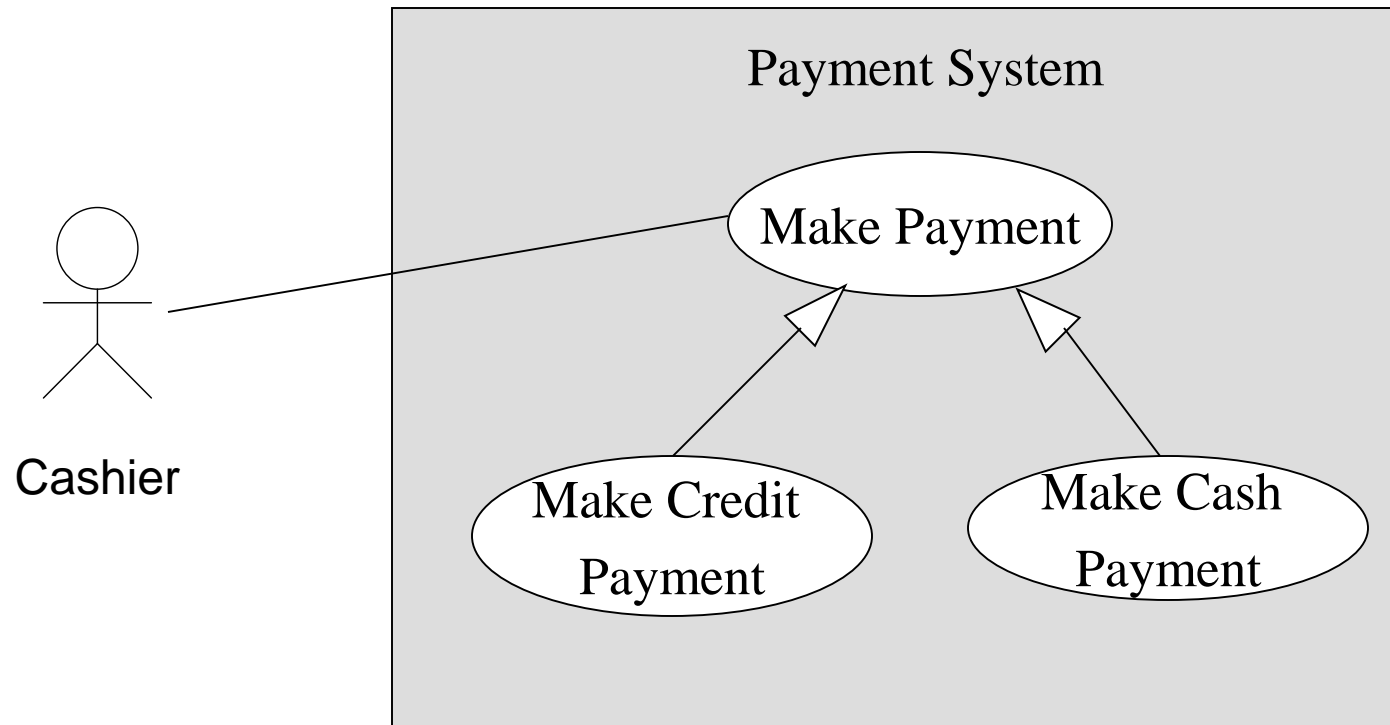 Payment System
Make Payment
Cashier
Make Credit
Payment
Make Cash
Payment